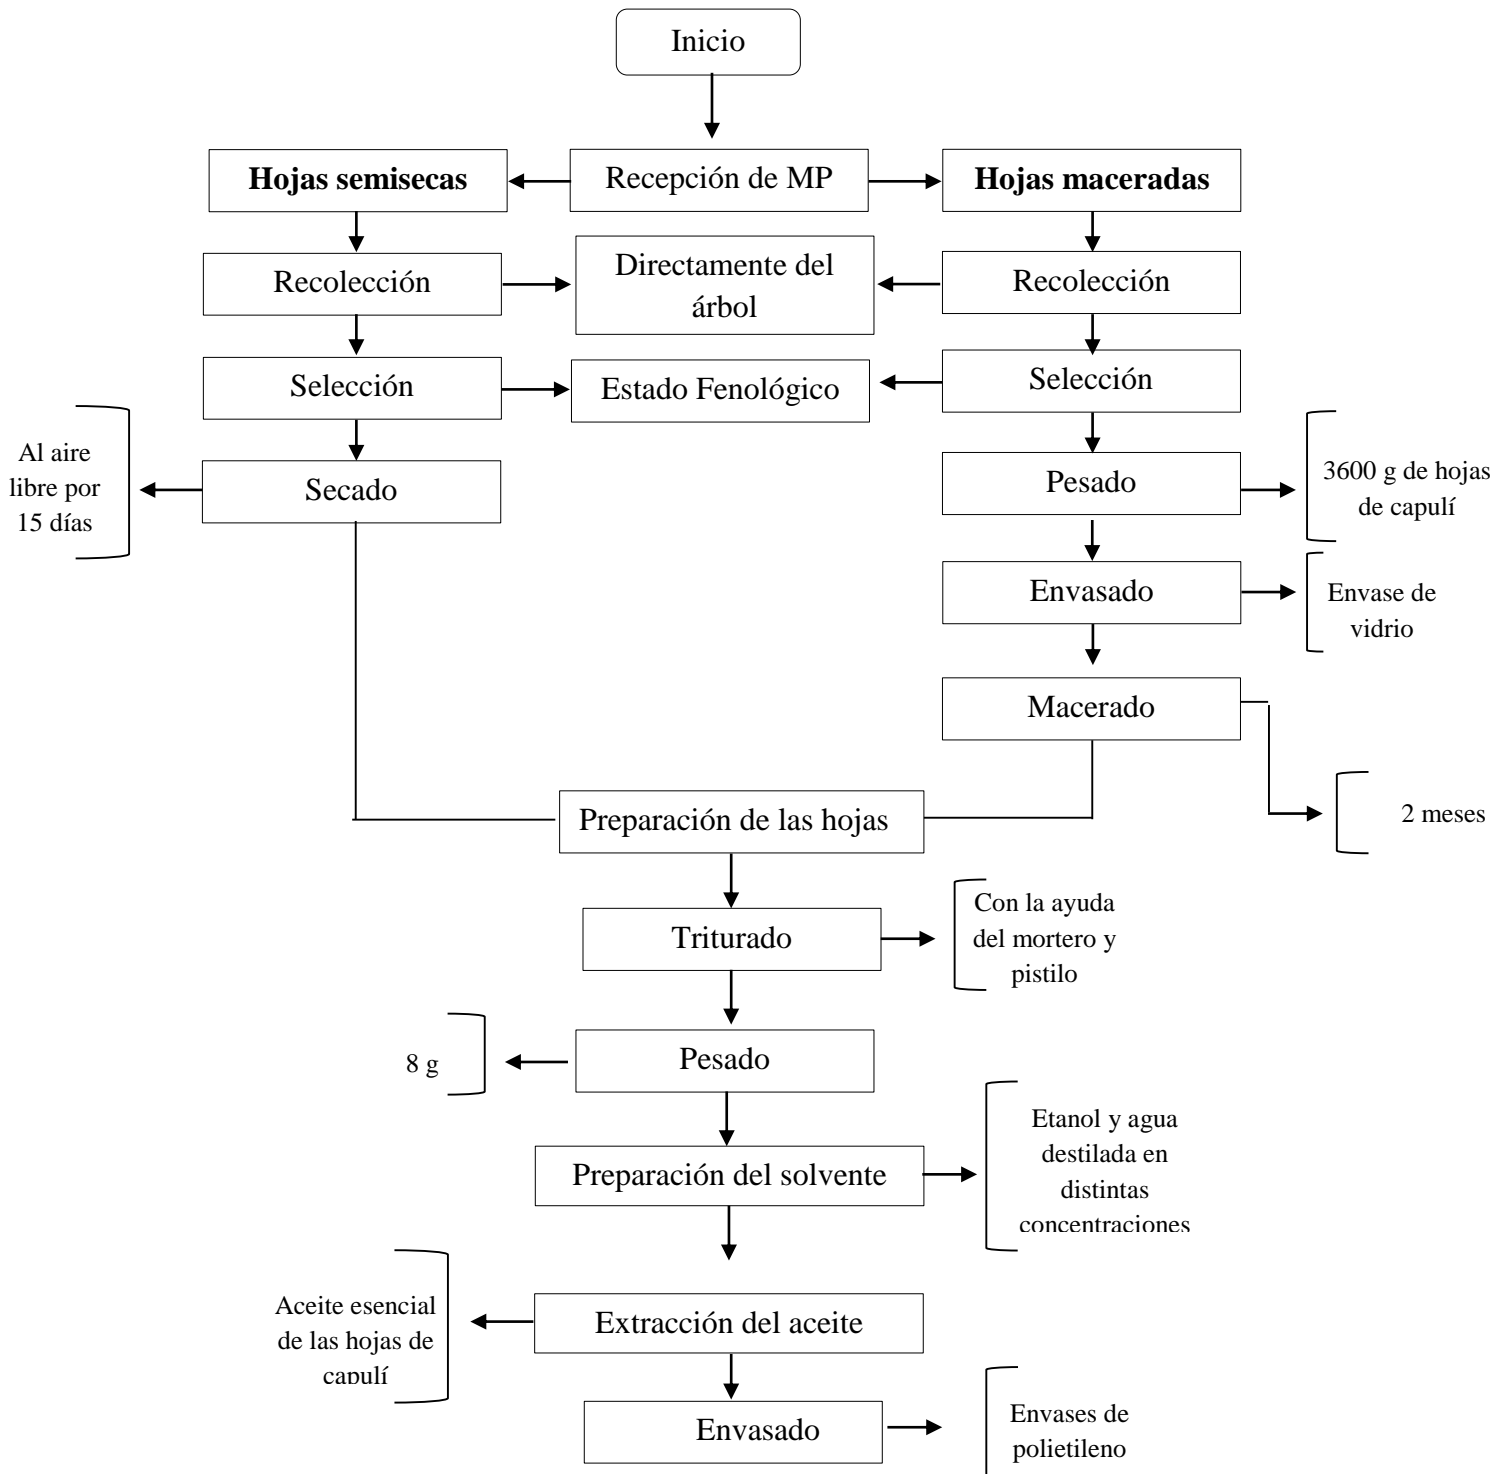 Inicio
Hojas semisecas
Recepción de MP
Hojas maceradas
Recolección
Directamente del
árbol
Recolección
Selección
Estado Fenológico
Selección
Al aire
libre por
15 días
Secado
Pesado
3600 g de hojas
de capulí
Envasado
Envase de
vidrio
Macerado
2 meses
Preparación de las hojas
Triturado
Con la ayuda
del mortero y
pistilo
8 g
Pesado
Preparación del solvente
Etanol y agua
destilada en
distintas
concentraciones
Aceite esencial
de las hojas de
capulí
Extracción del aceite
Envasado
Envases de
polietileno